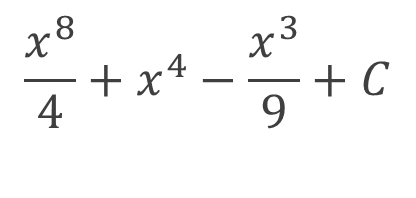 x⁸/4 + x⁴ − x³/9 + C